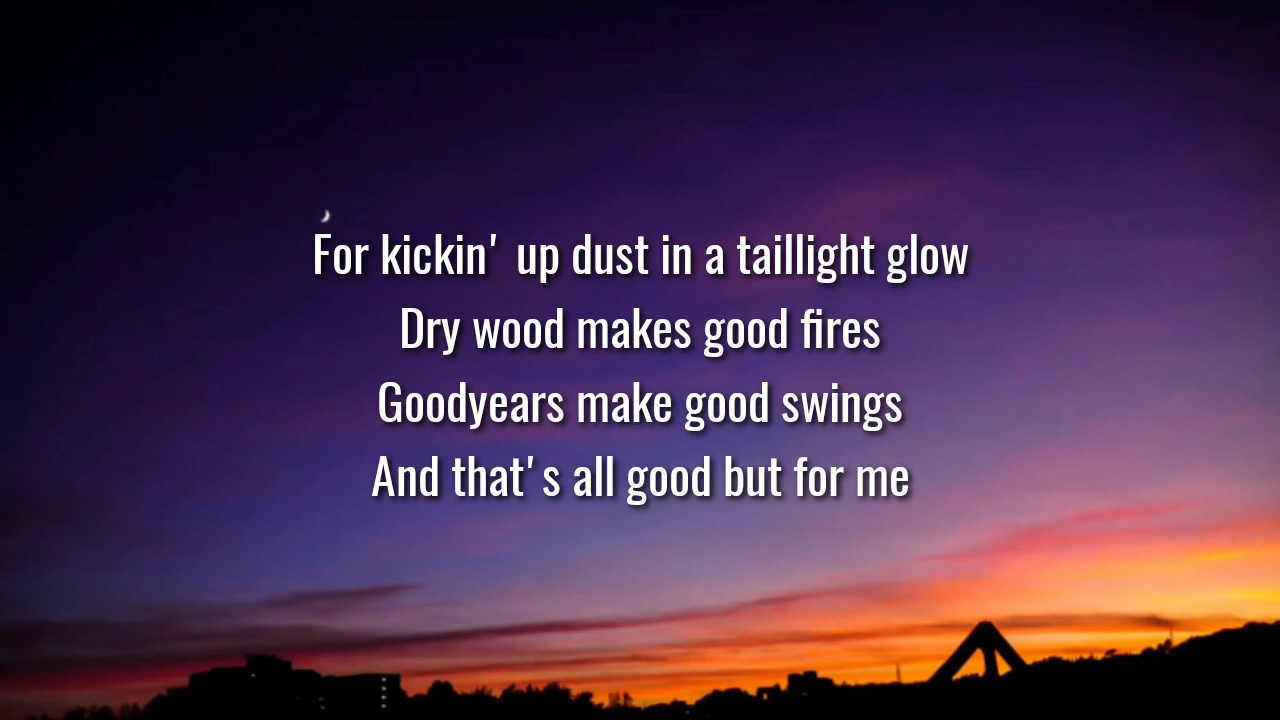 For kickin' up dust in a taillight glow
Dry wood makes good fires
Goodyears make good swings
And that's all good but for me